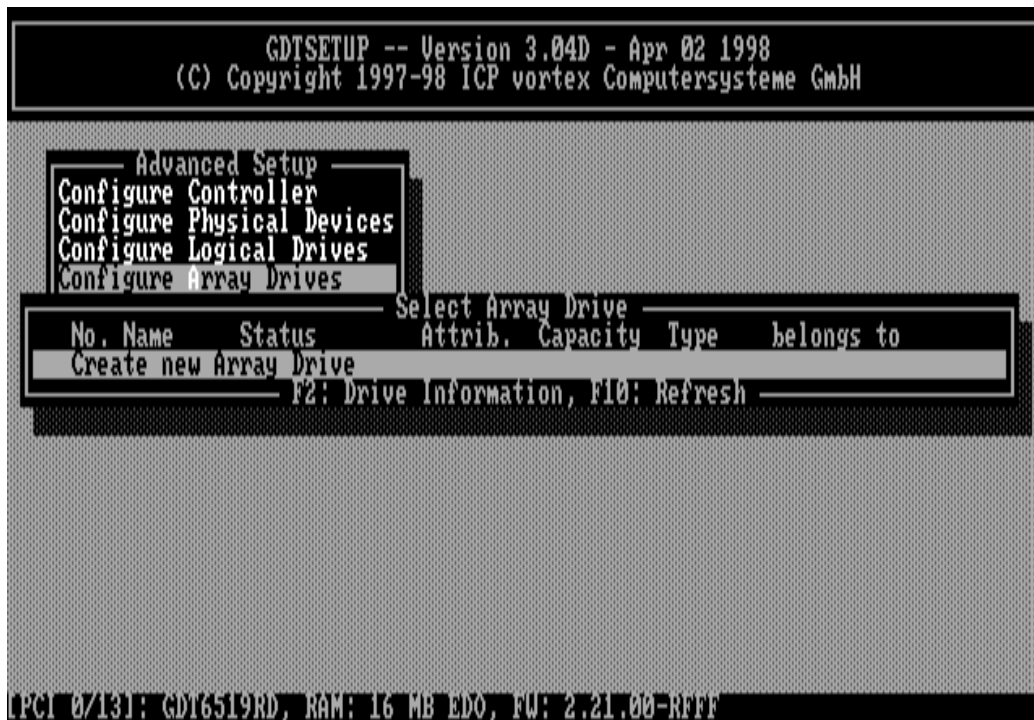 GDTSETUP -- Version 3.04D - Apr 02 1998
(C) Copyright 1997-98 ICP vortex Computersysteme GmbH
Advanced Setup
Configure Controller
Configure Physical Devices
Configure Logical Drives
Configure Array Drives
Select Array Drive
No. Name Status Attrib. Capacity Type belongs to
Create new Array Drive
F2: Drive Information, F10: Refresh
[PCI 0/13]: GDT6519RD, RAM: 16 MB EDO, FW: 2.21.00-RFFF